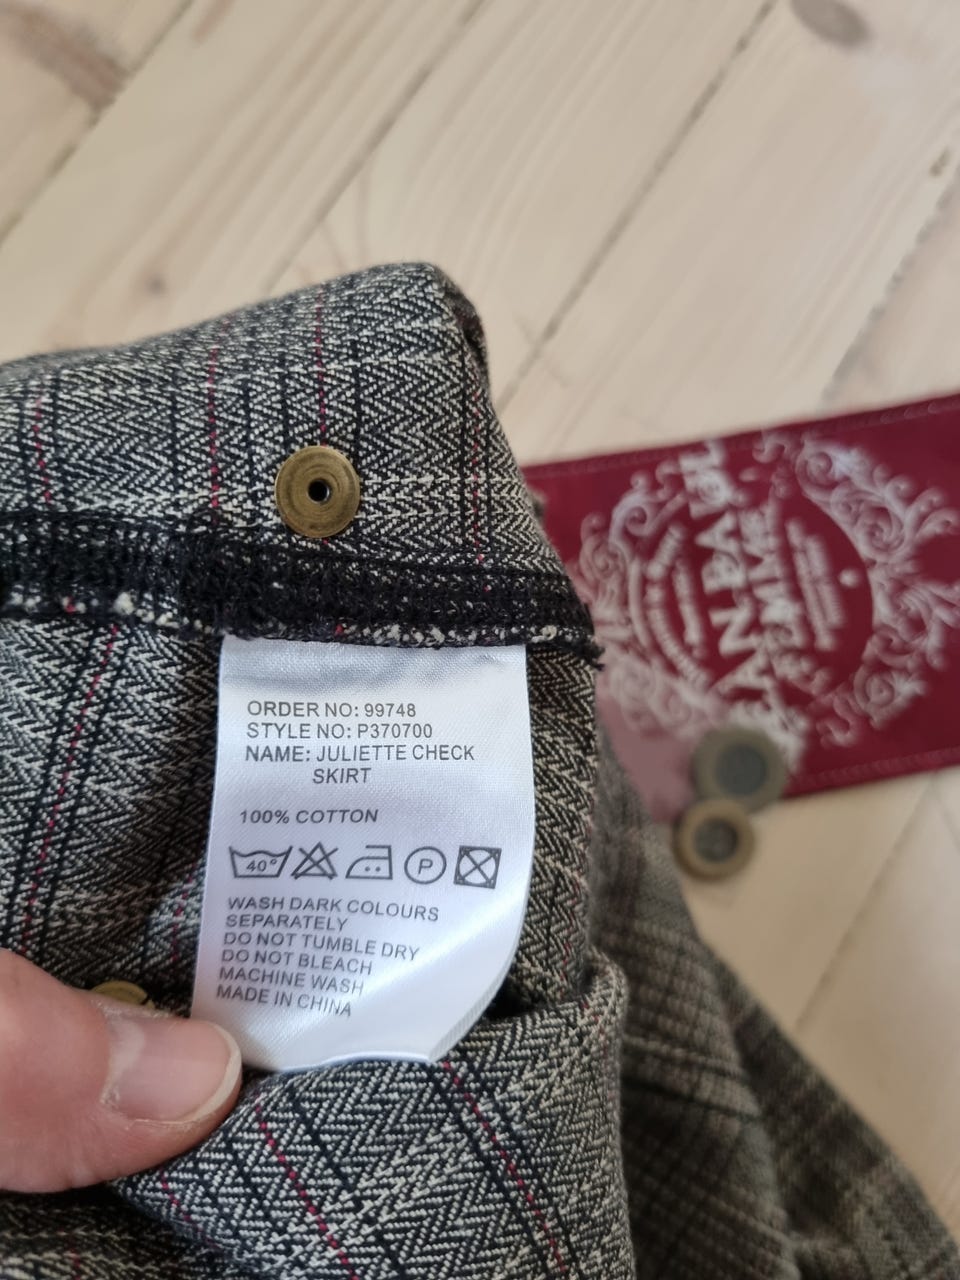 ORDER NO: 99748
STYLE NO: P370700
NAME: JULIETTE CHECK
SKIRT
100% COTTON
40°
P
WASH DARK COLOURS
SEPARATELY
DO NOT TUMBLE DRY
DO NOT BLEACH
MACHINE WASH
MADE IN CHINA